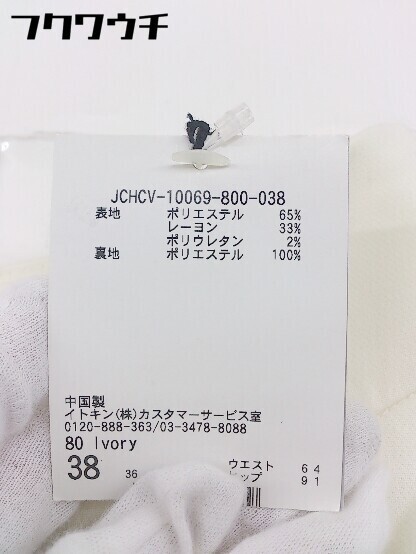 フクワウチ
JCHCV-10069-800-038
表地 ポリエステル 65%
レーヨン 33%
ポリウレタン 2%
裏地 ポリエステル 100%
中国製
イトキン(株)カスタマーサービス室
0120-888-363/03-3478-8088
80 Ivory
38 36 ウエスト 64
ヒップ 91